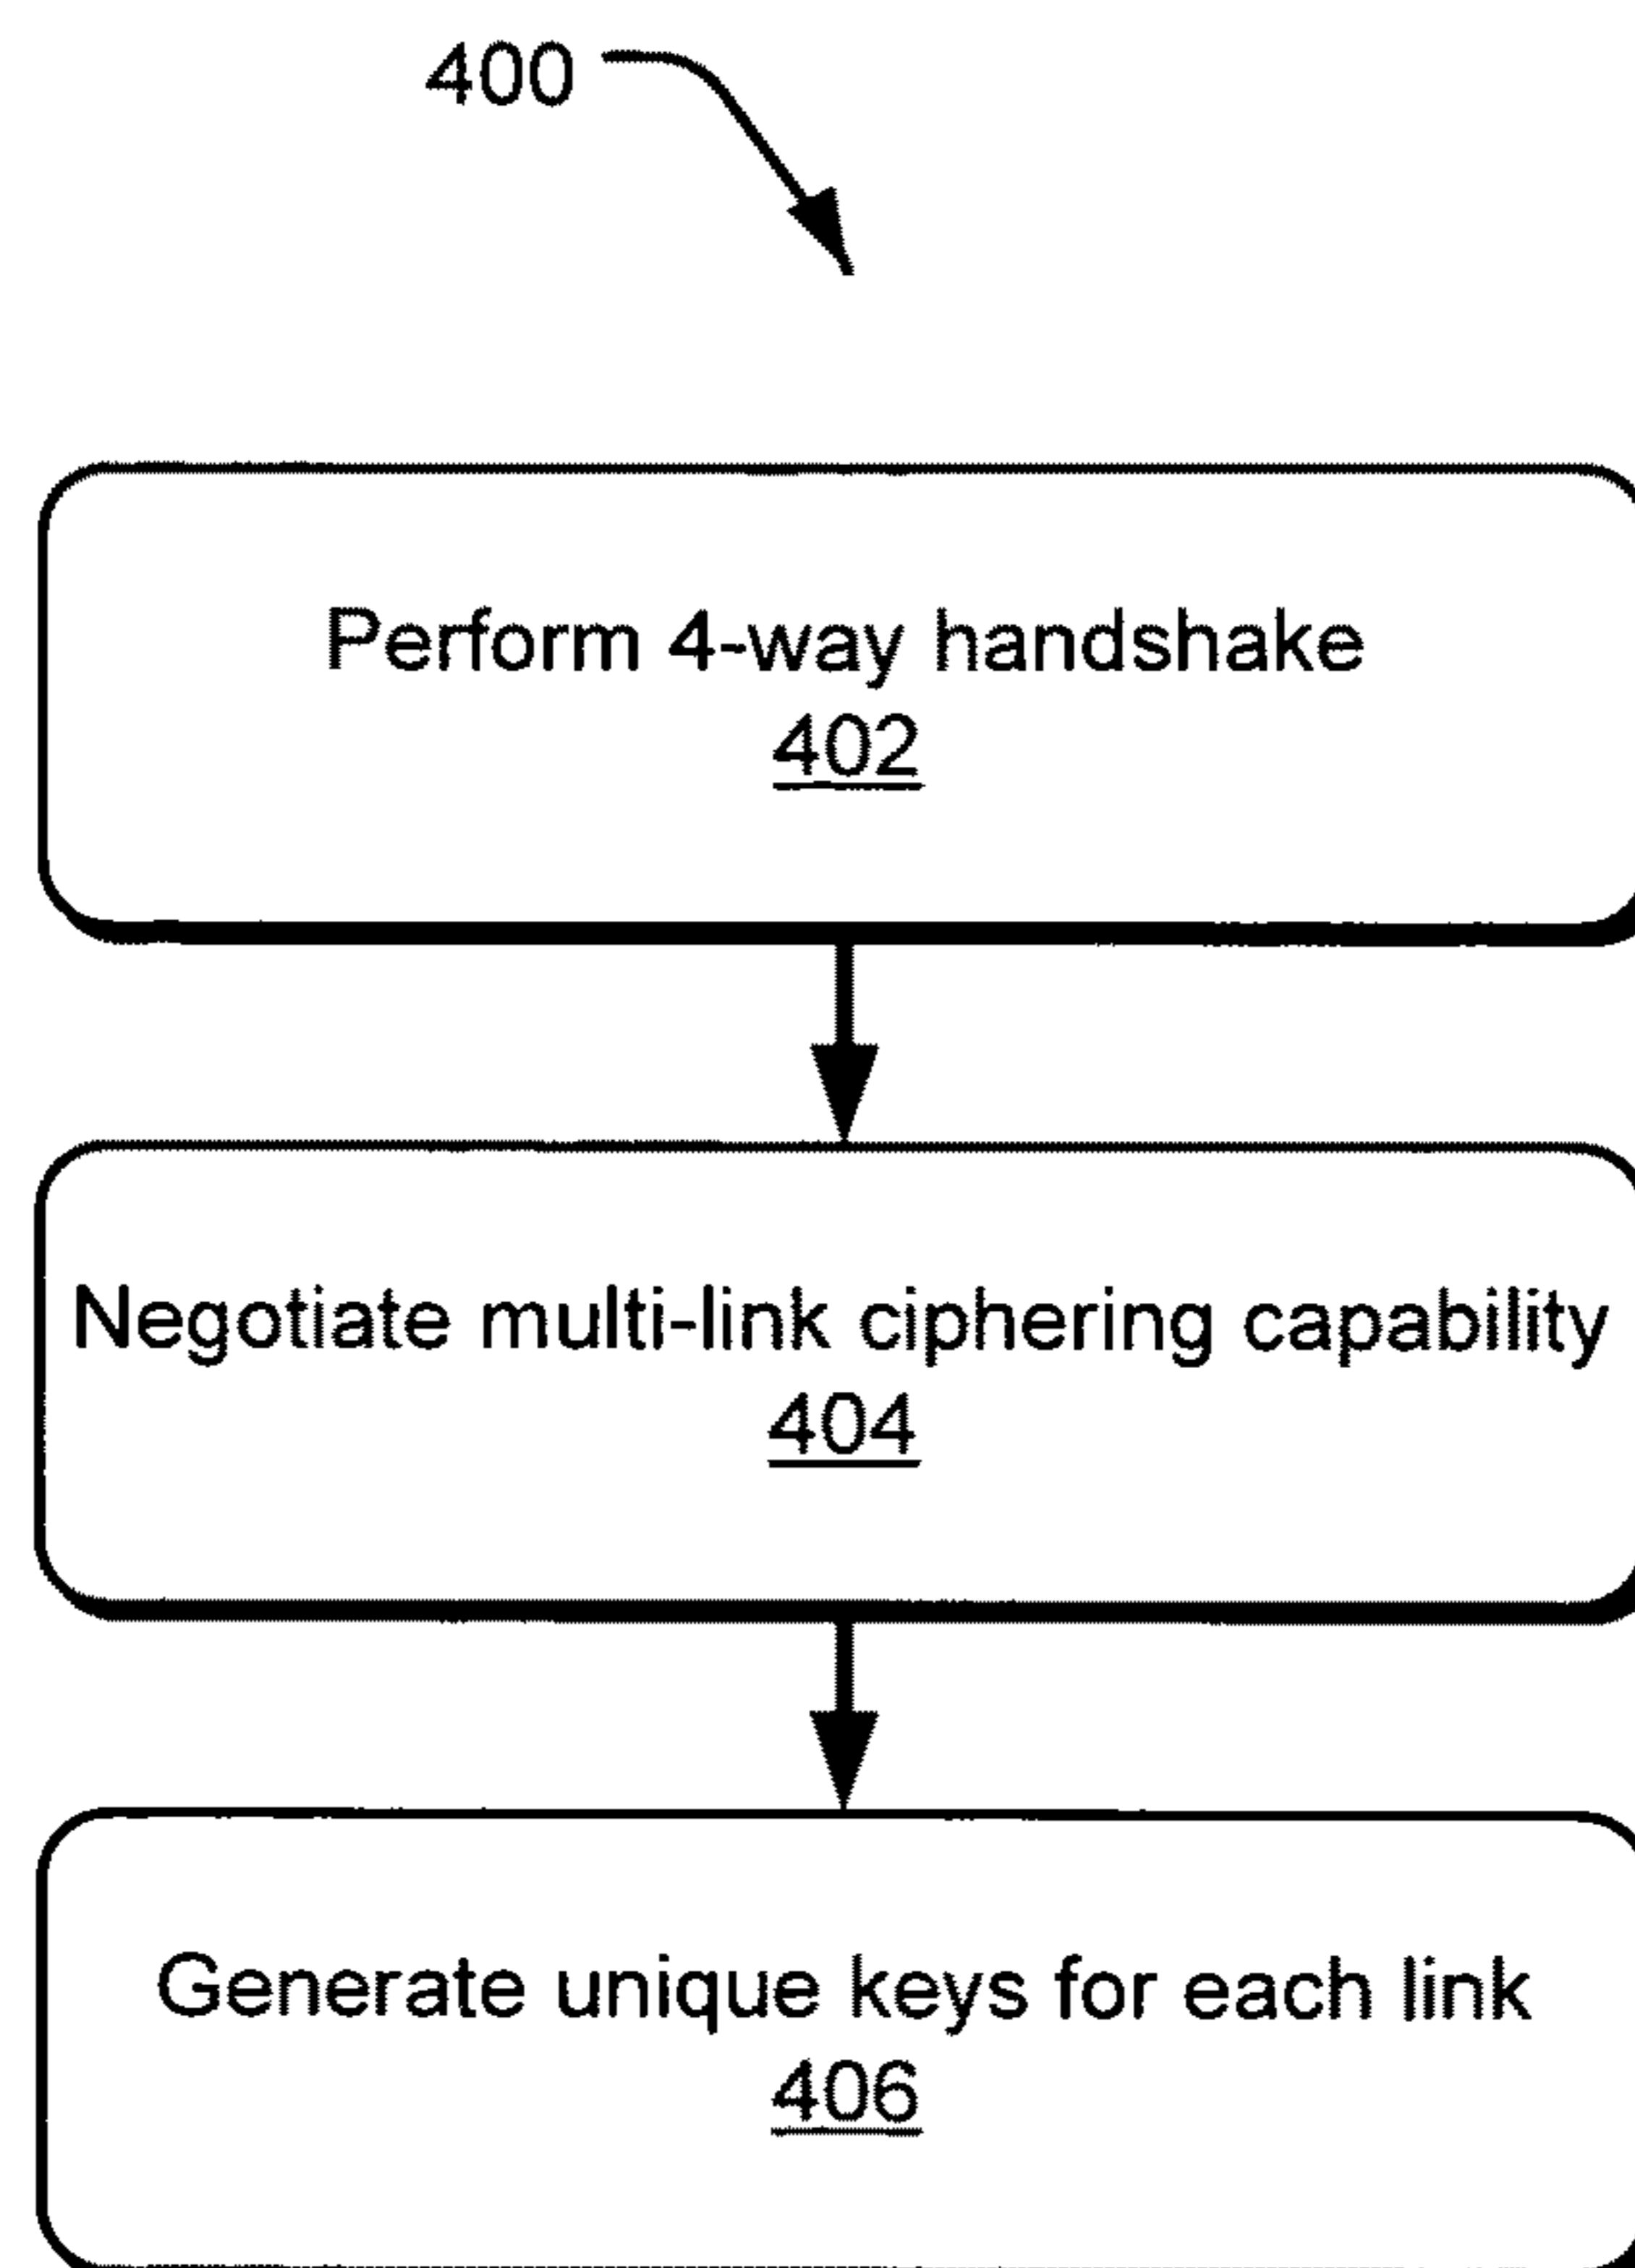 400
Perform 4-way handshake
402
Negotiate multi-link ciphering capability
404
Generate unique keys for each link
406